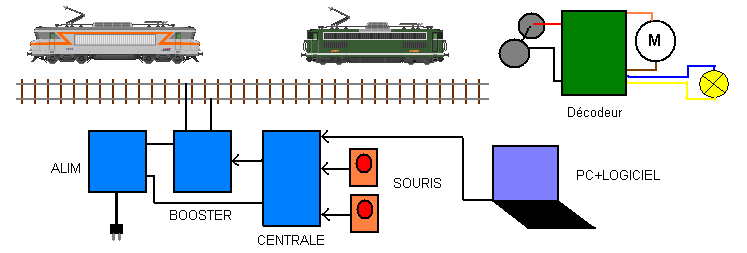 M
Décodeur
ALIM
SOURIS
PC+LOGICIEL
BOOSTER
CENTRALE